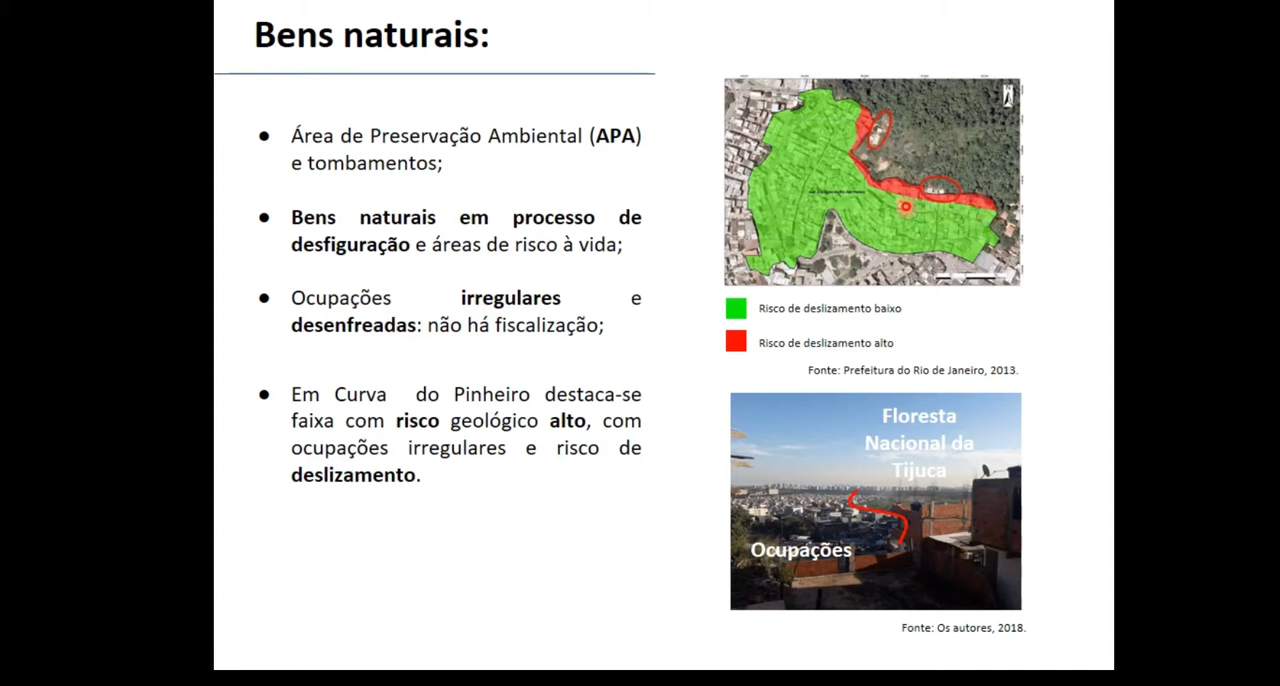 Bens naturais:
● Área de Preservação Ambiental (APA)
e tombamentos;
● Bens naturais em processo de
desfiguração e áreas de risco à vida;
● Ocupações irregulares e
desenfreadas: não há fiscalização;
● Em Curva do Pinheiro destaca-se
faixa com risco geológico alto, com
ocupações irregulares e risco de
deslizamento.
Risco de deslizamento baixo
Risco de deslizamento alto
Fonte: Prefeitura do Rio de Janeiro, 2013.
Floresta
Nacional da
Tijuca
Ocupações
Fonte: Os autores, 2018.